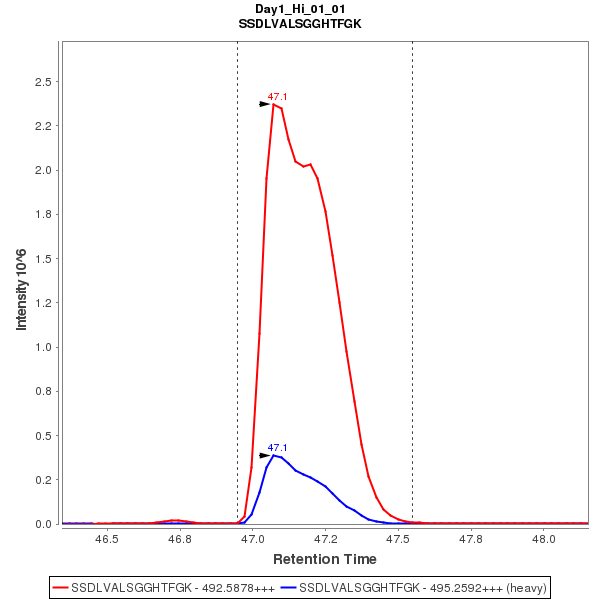 Day1_Hi_01_01
SSDLVALSGGHTFGK
Intensity 10^6
2.5
2.2
2.0
1.8
1.5
1.2
1.0
0.8
0.5
0.2
0.0
47.1
47.1
46.5 46.8 47.0 47.2 47.5 47.8 48.0
Retention Time
SSDLVALSGGHTFGK - 492.5878+++ SSDLVALSGGHTFGK - 495.2592+++ (heavy)